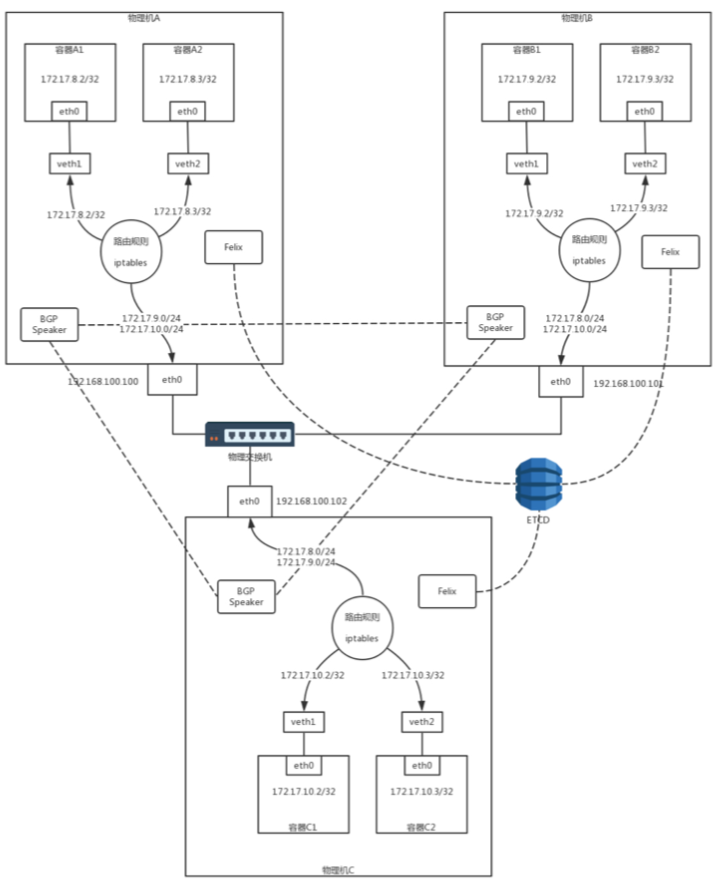 物理机A
容器A1
容器A2
172.17.8.2/32
172.17.8.3/32
eth0
eth0
veth1
veth2
172.17.8.2/32
172.17.8.3/32
路由规则
iptables
Felix
BGP
Speaker
172.17.9.0/24
172.17.10.0/24
eth0
192.168.100.100
物理机B
容器B1
容器B2
172.17.9.2/32
172.17.9.3/32
eth0
eth0
veth1
veth2
172.17.9.2/32
172.17.9.3/32
路由规则
iptables
Felix
BGP
Speaker
172.17.8.0/24
172.17.10.0/24
eth0
192.168.100.101
物理交换机
ETCD
eth0
192.168.100.102
172.17.8.0/24
172.17.9.0/24
BGP
Speaker
Felix
路由规则
iptables
172.17.10.2/32
172.17.10.3/32
veth1
veth2
eth0
eth0
172.17.10.2/32
172.17.10.3/32
容器C1
容器C2
物理机C